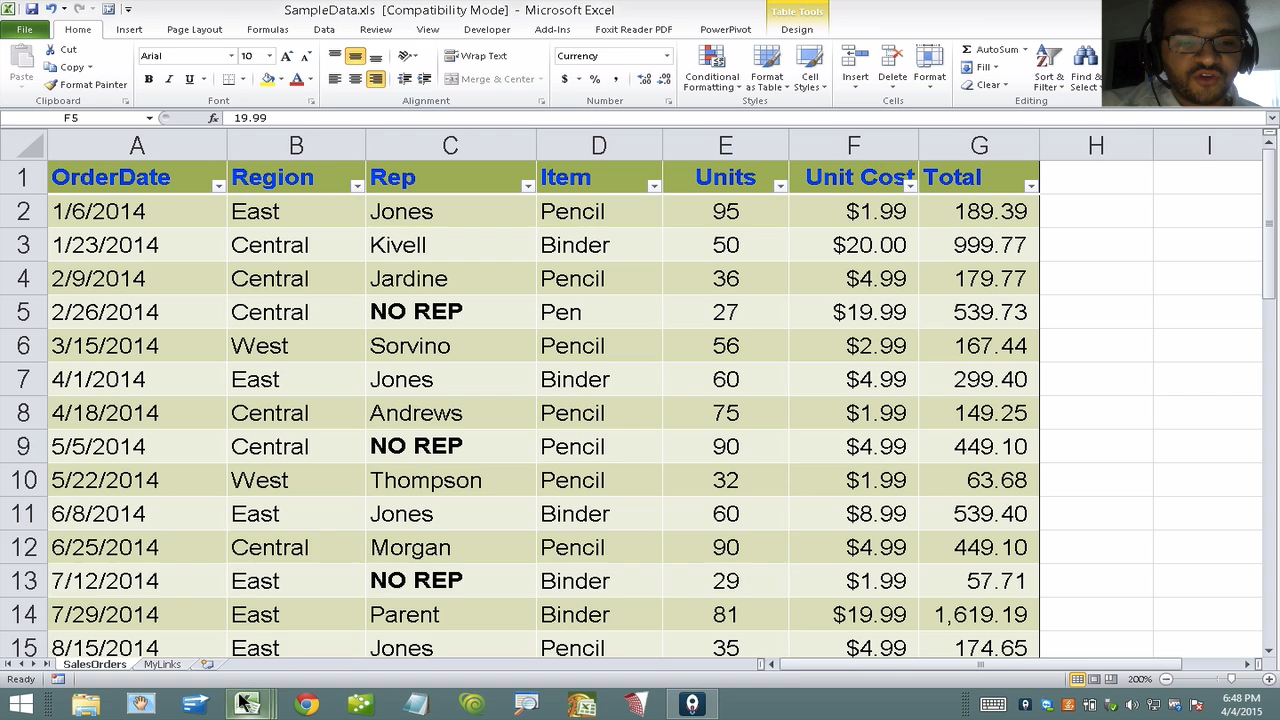 SampleData.xls [Compatibility Mode] - Microsoft Excel
Table Tools
File Home Insert Page Layout Formulas Data Review View Developer Add-Ins Foxit Reader PDF PowerPivot Design
Paste
Cut
Copy
Format Painter
Clipboard
Arial 10
B I U
Font
Wrap Text
Merge & Center
Alignment
Currency
$ % ,
Number
Conditional Formatting
Format as Table
Cell Styles
Styles
Insert Delete Format
Cells
AutoSum
Fill
Clear
Sort & Filter
Find & Select
Editing
F5 fx 19.99
A B C D E F G H I
1 OrderDate Region Rep Item Units Unit Cost Total
2 1/6/2014 East Jones Pencil 95 $1.99 189.39
3 1/23/2014 Central Kivell Binder 50 $20.00 999.77
4 2/9/2014 Central Jardine Pencil 36 $4.99 179.77
5 2/26/2014 Central NO REP Pen 27 $19.99 539.73
6 3/15/2014 West Sorvino Pencil 56 $2.99 167.44
7 4/1/2014 East Jones Binder 60 $4.99 299.40
8 4/18/2014 Central Andrews Pencil 75 $1.99 149.25
9 5/5/2014 Central NO REP Pencil 90 $4.99 449.10
10 5/22/2014 West Thompson Pencil 32 $1.99 63.68
11 6/8/2014 East Jones Binder 60 $8.99 539.40
12 6/25/2014 Central Morgan Pencil 90 $4.99 449.10
13 7/12/2014 East NO REP Binder 29 $1.99 57.71
14 7/29/2014 East Parent Binder 81 $19.99 1,619.19
15 8/15/2014 East Jones Pencil 35 $4.99 174.65
SalesOrders MyLinks
Ready 200%
6:48 PM
4/4/2015